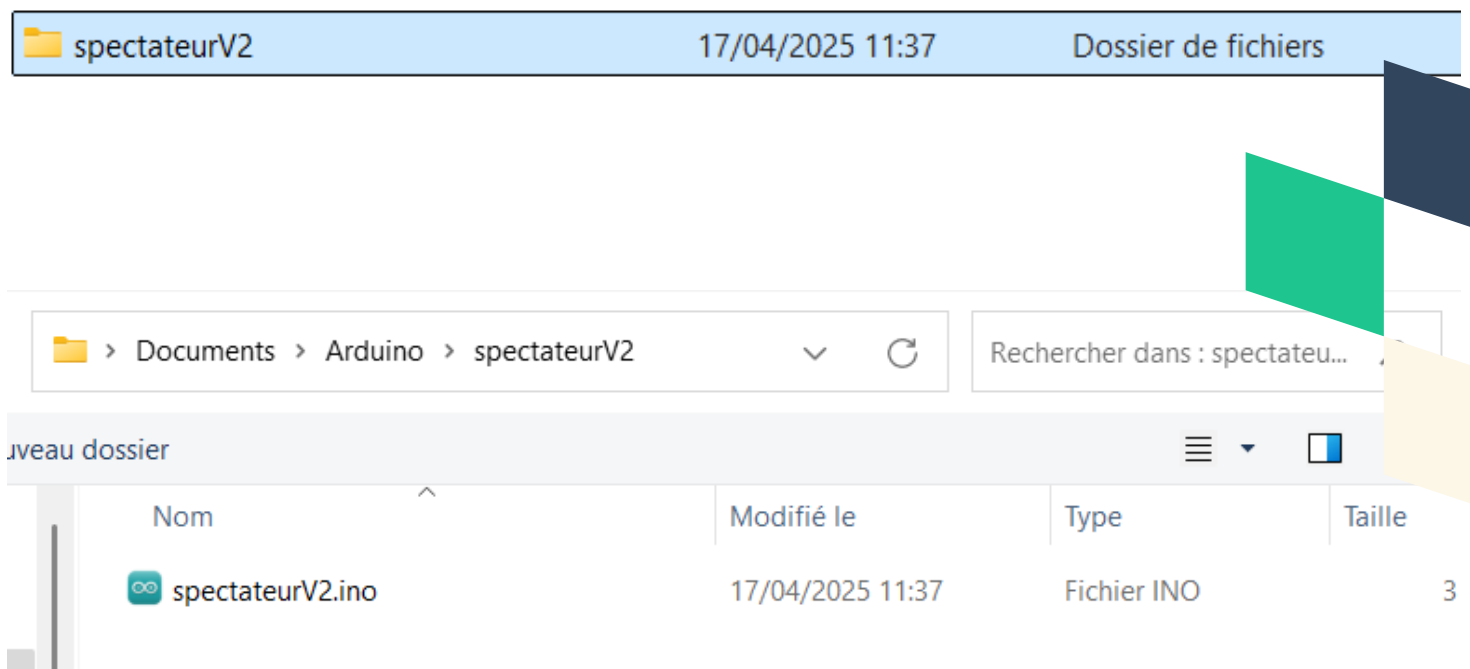 spectateurV2 17/04/2025 11:37 Dossier de fichiers
Documents > Arduino > spectateurV2 Rechercher dans : spectateu...
uveau dossier
Nom Modifié le Type Taille
spectateurV2.ino 17/04/2025 11:37 Fichier INO 3